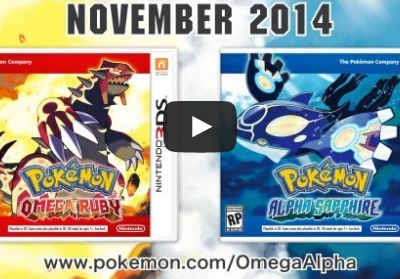 NOVEMBER 2014
The Pokémon Company
NINTENDO 3DS
POKéMON
OMEGA RUBY
Nintendo
The Pokémon Company
POKéMON
ALPHA SAPPHIRE
RP
Nintendo
www.pokemon.com/OmegaAlpha